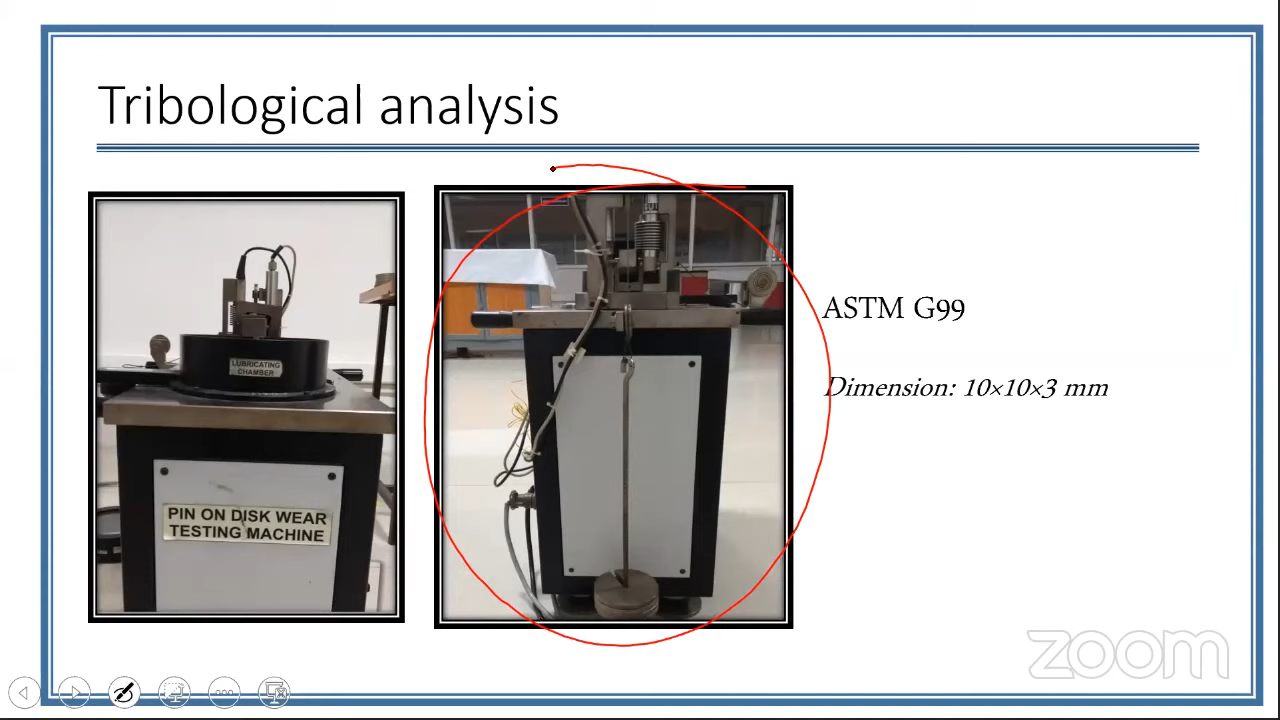 Tribological analysis
LUBRICATING
CHAMBER
PIN ON DISK WEAR
TESTING MACHINE
ASTM G99
Dimension: 10×10×3 mm
zoom